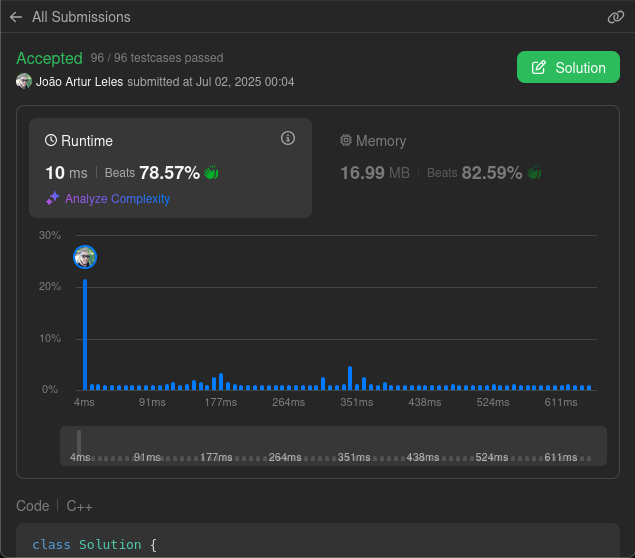 All Submissions
Accepted 96 / 96 testcases passed
João Artur Leles submitted at Jul 02, 2025 00:04
Solution
Runtime
10 ms Beats 78.57%
Analyze Complexity
Memory
16.99 MB Beats 82.59%
30%
20%
10%
0%
4ms 91ms 177ms 264ms 351ms 438ms 524ms 611ms
4ms 91ms 177ms 264ms 351ms 438ms 524ms 611ms
Code C++
class Solution {